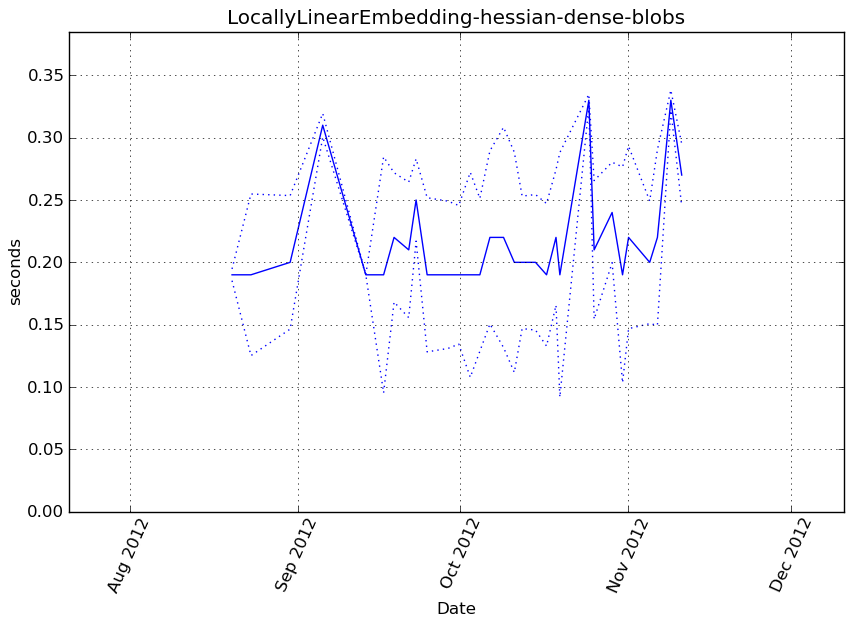 LocallyLinearEmbedding-hessian-dense-blobs
0.35
0.30
0.25
0.20
0.15
0.10
0.05
0.00
seconds
Aug 2012
Sep 2012
Oct 2012
Nov 2012
Dec 2012
Date